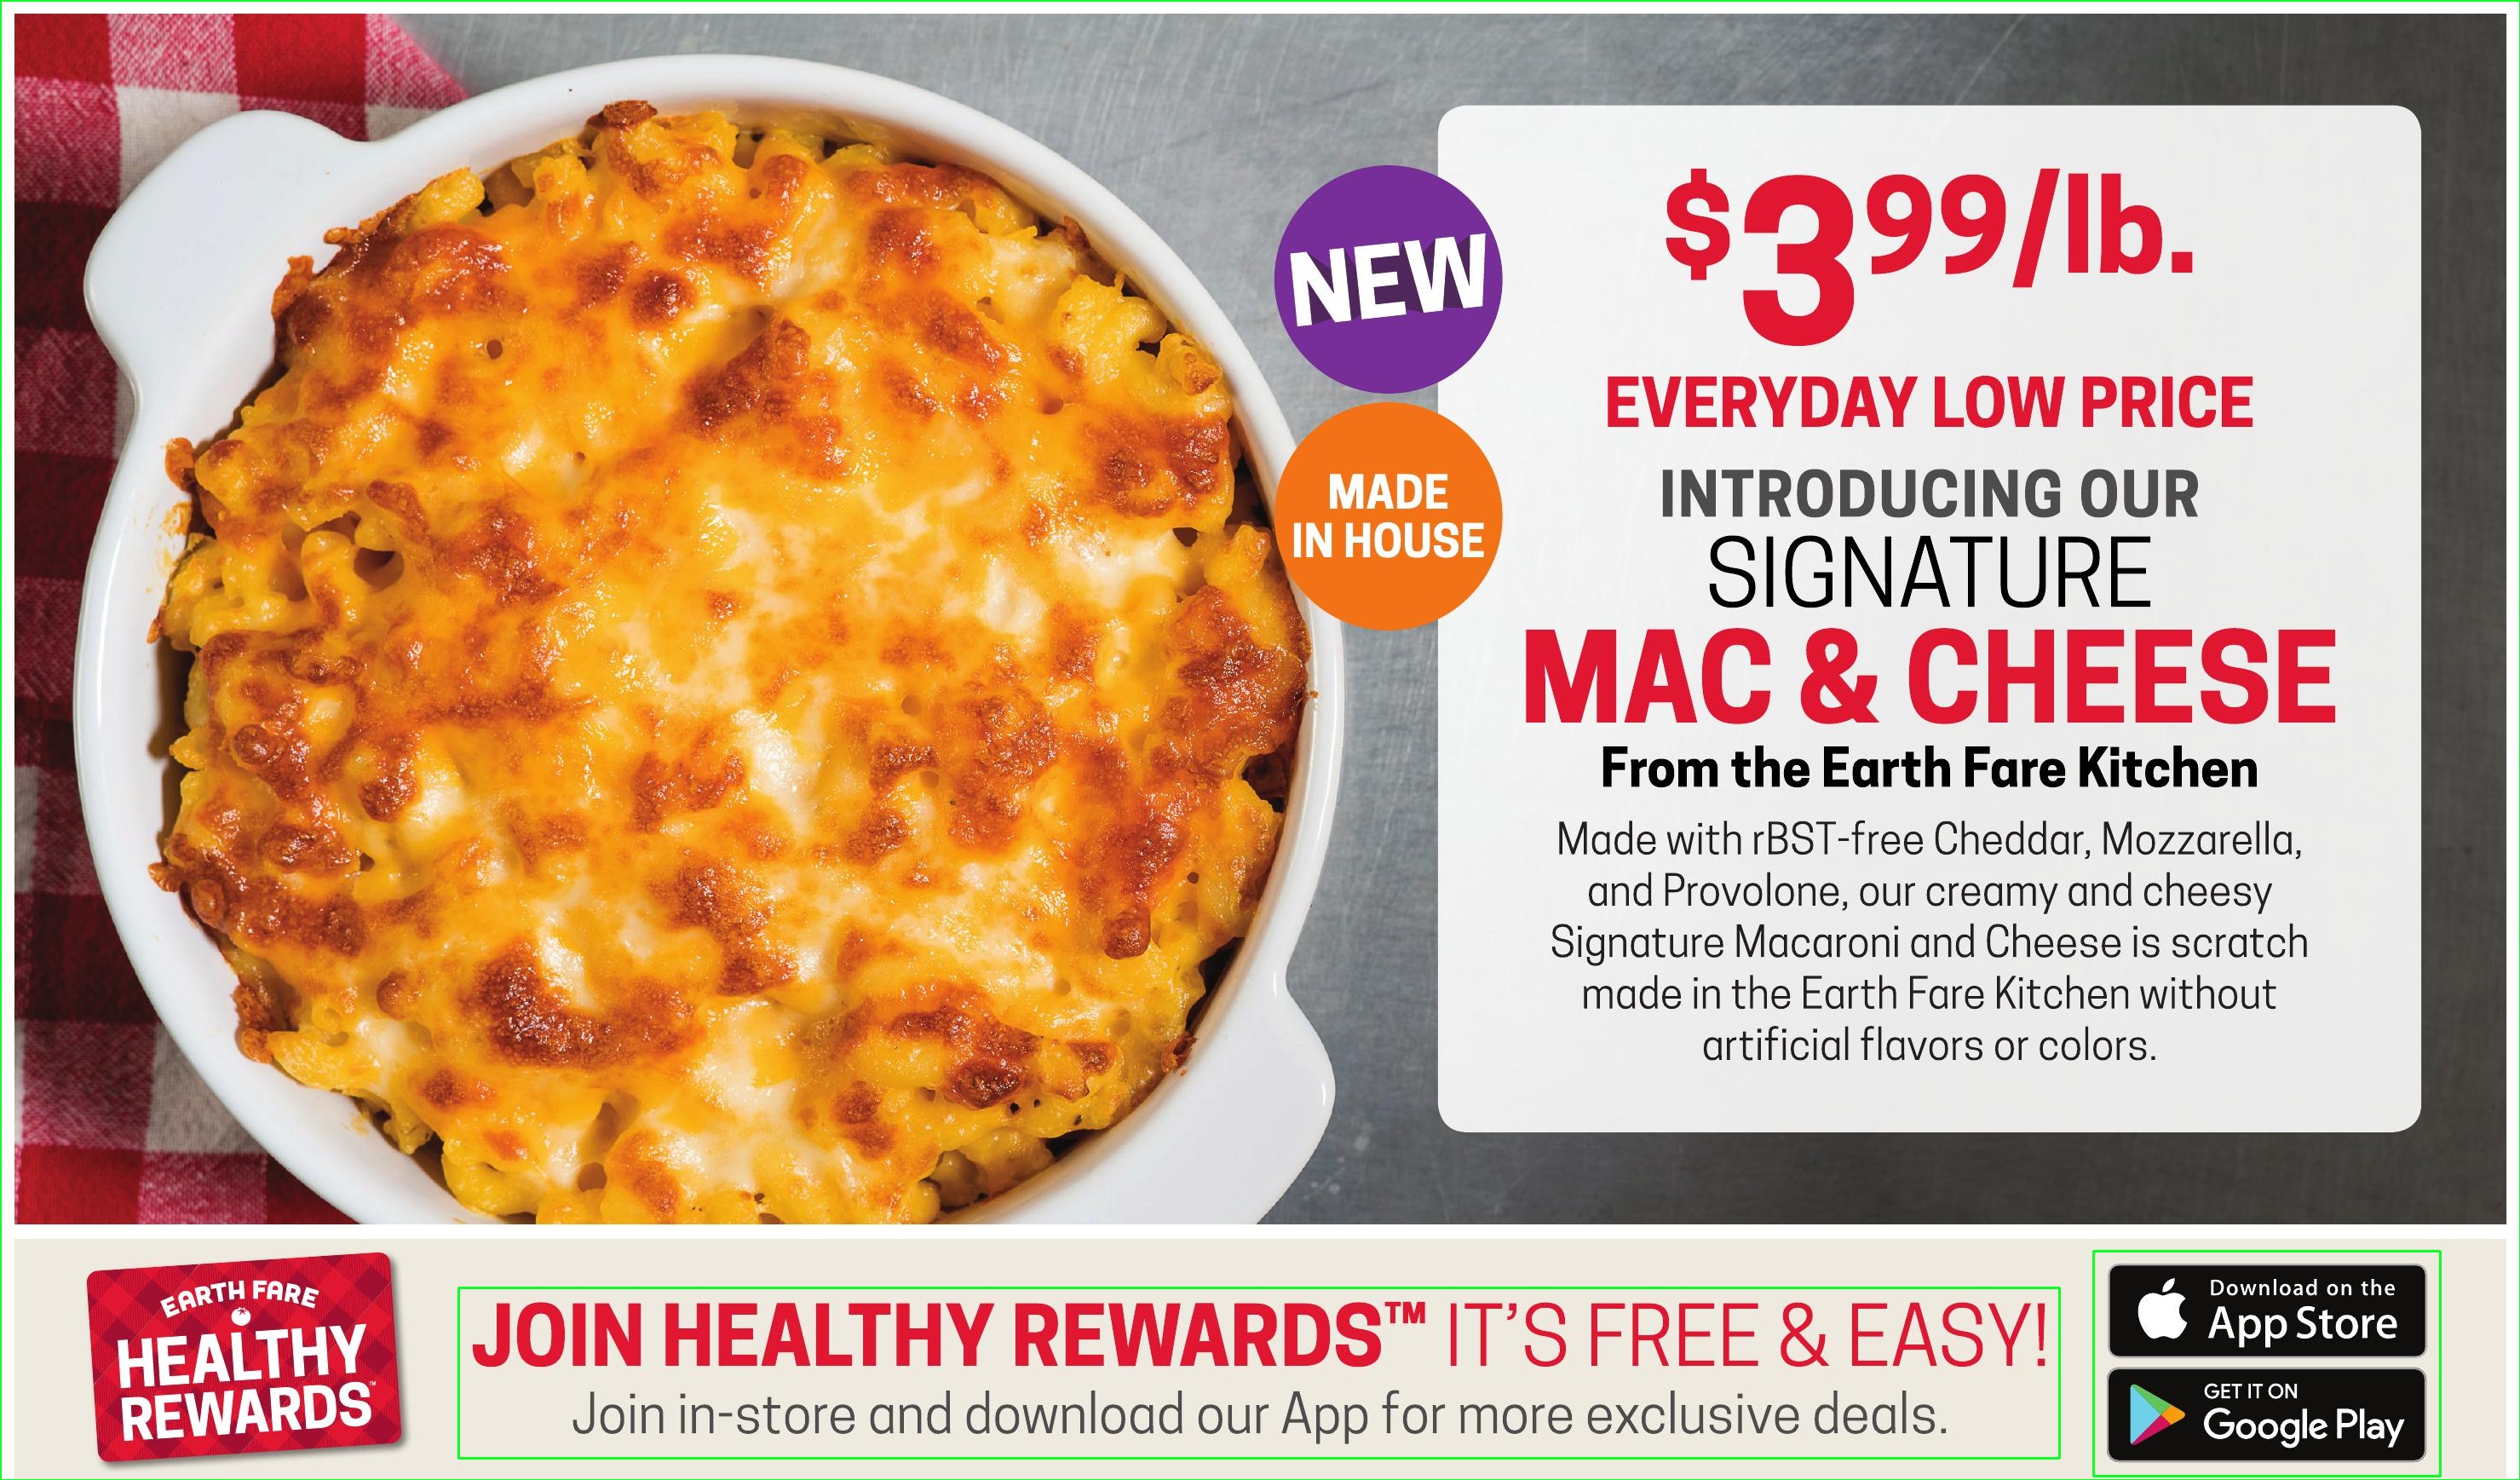 NEW
MADE
IN HOUSE
$3.99/lb.
EVERYDAY LOW PRICE
INTRODUCING OUR
SIGNATURE
MAC & CHEESE
From the Earth Fare Kitchen
Made with rBST-free Cheddar, Mozzarella,
and Provolone, our creamy and cheesy
Signature Macaroni and Cheese is scratch
made in the Earth Fare Kitchen without
artificial flavors or colors.
EARTH FARE
HEALTHY
REWARDS™
JOIN HEALTHY REWARDS™ IT'S FREE & EASY!
Join in-store and download our App for more exclusive deals.
Download on the
App Store
GET IT ON
Google Play